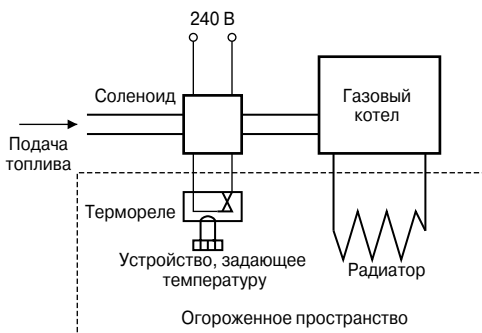 240 В
Соленоид
Газовый
котел
Подача
топлива
Термореле
Устройство, задающее
температуру
Радиатор
Огороженное пространство